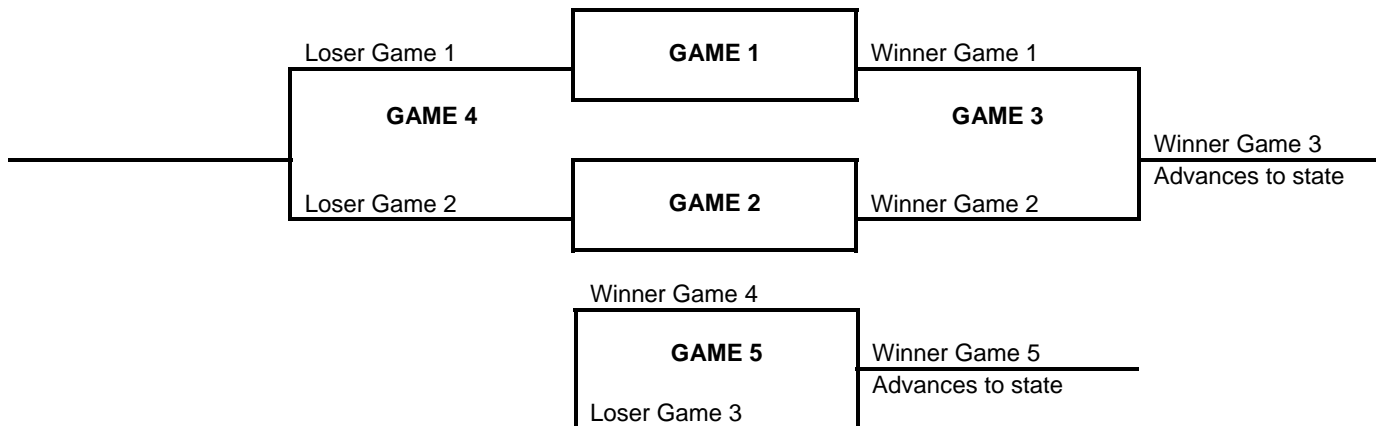 Loser Game 1
GAME 1
Winner Game 1
GAME 4
GAME 3
Winner Game 3
Advances to state
Loser Game 2
GAME 2
Winner Game 2
Winner Game 4
GAME 5
Winner Game 5
Advances to state
Loser Game 3